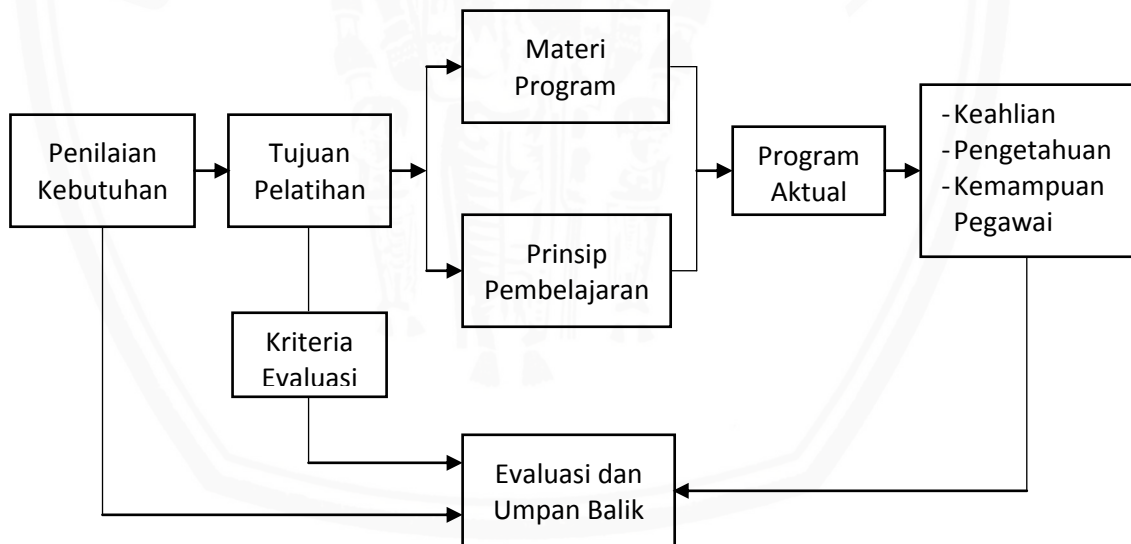 Materi
Program
Penilaian
Kebutuhan
Tujuan
Pelatihan
Program
Aktual
-Keahlian
-Pengetahuan
-Kemampuan
Pegawai
Prinsip
Pembelajaran
Kriteria
Evaluasi
Evaluasi dan
Umpan Balik